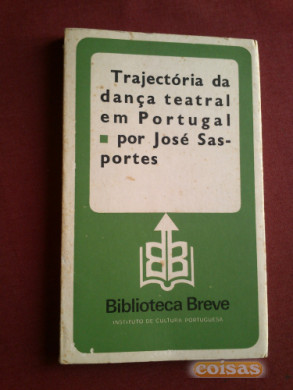 Trajectória da
dança teatral
em Portugal
por José Sas-
portes
Biblioteca Breve
INSTITUTO DE CULTURA PORTUGUESA
coisas